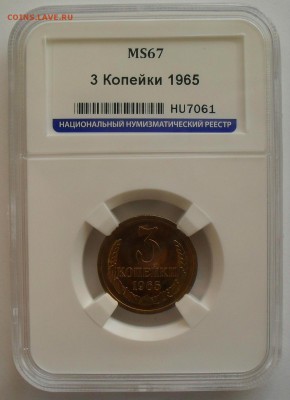 COINS.LAVE.RU
MS67
3 Копейки 1965
HU7061
НАЦИОНАЛЬНЫЙ НУМИЗМАТИЧЕСКИЙ РЕЕСТР
3
КОПЕЙКИ
1965